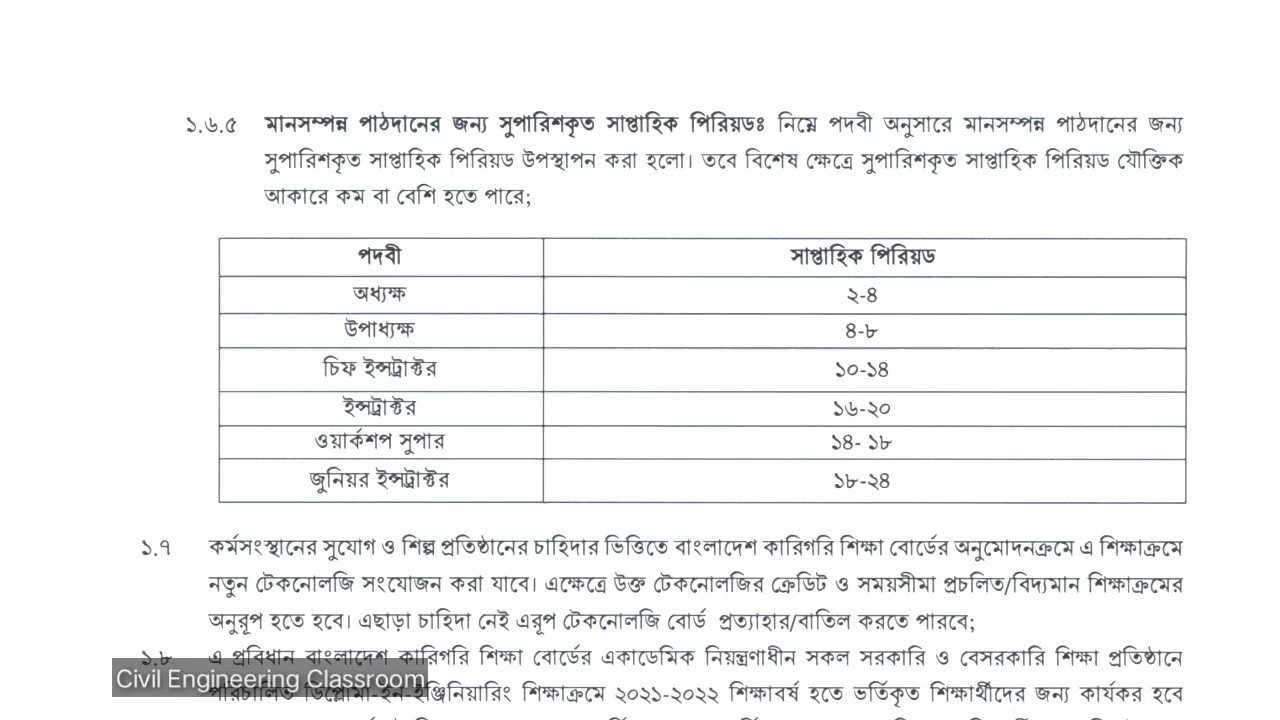 ১.৬.৫ মানসম্পন্ন পাঠদানের জন্য সুপারিশকৃত সাপ্তাহিক পিরিয়ডঃ নিম্নে পদবী অনুসারে মানসম্পন্ন পাঠদানের জন্য
সুপারিশকৃত সাপ্তাহিক পিরিয়ড উপস্থাপন করা হলো। তবে বিশেষ ক্ষেত্রে সুপারিশকৃত সাপ্তাহিক পিরিয়ড যৌক্তিক
আকারে কম বা বেশি হতে পারে;
পদবী সাপ্তাহিক পিরিয়ড
অধ্যক্ষ ২-৪
উপাধ্যক্ষ ৪-৮
চিফ ইন্সট্রাক্টর ১০-১৪
ইন্সট্রাক্টর ১৬-২০
ওয়ার্কশপ সুপার ১৪- ১৮
জুনিয়র ইন্সট্রাক্টর ১৮-২৪
১.৭ কর্মসংস্থানের সুযোগ ও শিল্প প্রতিষ্ঠানের চাহিদার ভিত্তিতে বাংলাদেশ কারিগরি শিক্ষা বোর্ডের অনুমোদনক্রমে এ শিক্ষাক্রমে
নতুন টেকনোলজি সংযোজন করা যাবে। এক্ষেত্রে উক্ত টেকনোলজির ক্রেডিট ও সময়সীমা প্রচলিত/বিদ্যমান শিক্ষাক্রমের
অনুরূপ হতে হবে। এছাড়া চাহিদা নেই এরূপ টেকনোলজি বোর্ড প্রত্যাহার/বাতিল করতে পারবে;
১.৮ এ প্রবিধান বাংলাদেশ কারিগরি শিক্ষা বোর্ডের একাডেমিক নিয়ন্ত্রণাধীন সকল সরকারি ও বেসরকারি শিক্ষা প্রতিষ্ঠানে
Civil Engineering Classroom
পরিচালিত ডিপ্লোমা-ইন-ইঞ্জিনিয়ারিং শিক্ষাক্রমে ২০২১-২০২২ শিক্ষাবর্ষ হতে ভর্তিকৃত শিক্ষার্থীদের জন্য কার্যকর হবে